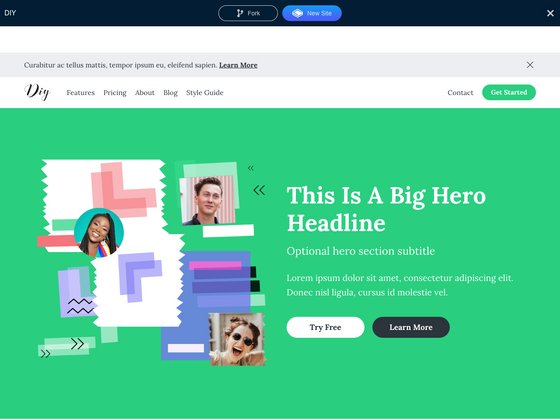 DIY
Fork
New Site
Curabitur ac tellus mattis, tempor ipsum eu, eleifend sapien. Learn More
Diy
Features Pricing About Blog Style Guide
Contact
Get Started
This Is A Big Hero
Headline
Optional hero section subtitle
Lorem ipsum dolor sit amet, consectetur adipiscing elit.
Donec nisl ligula, cursus id molestie vel.
Try Free
Learn More